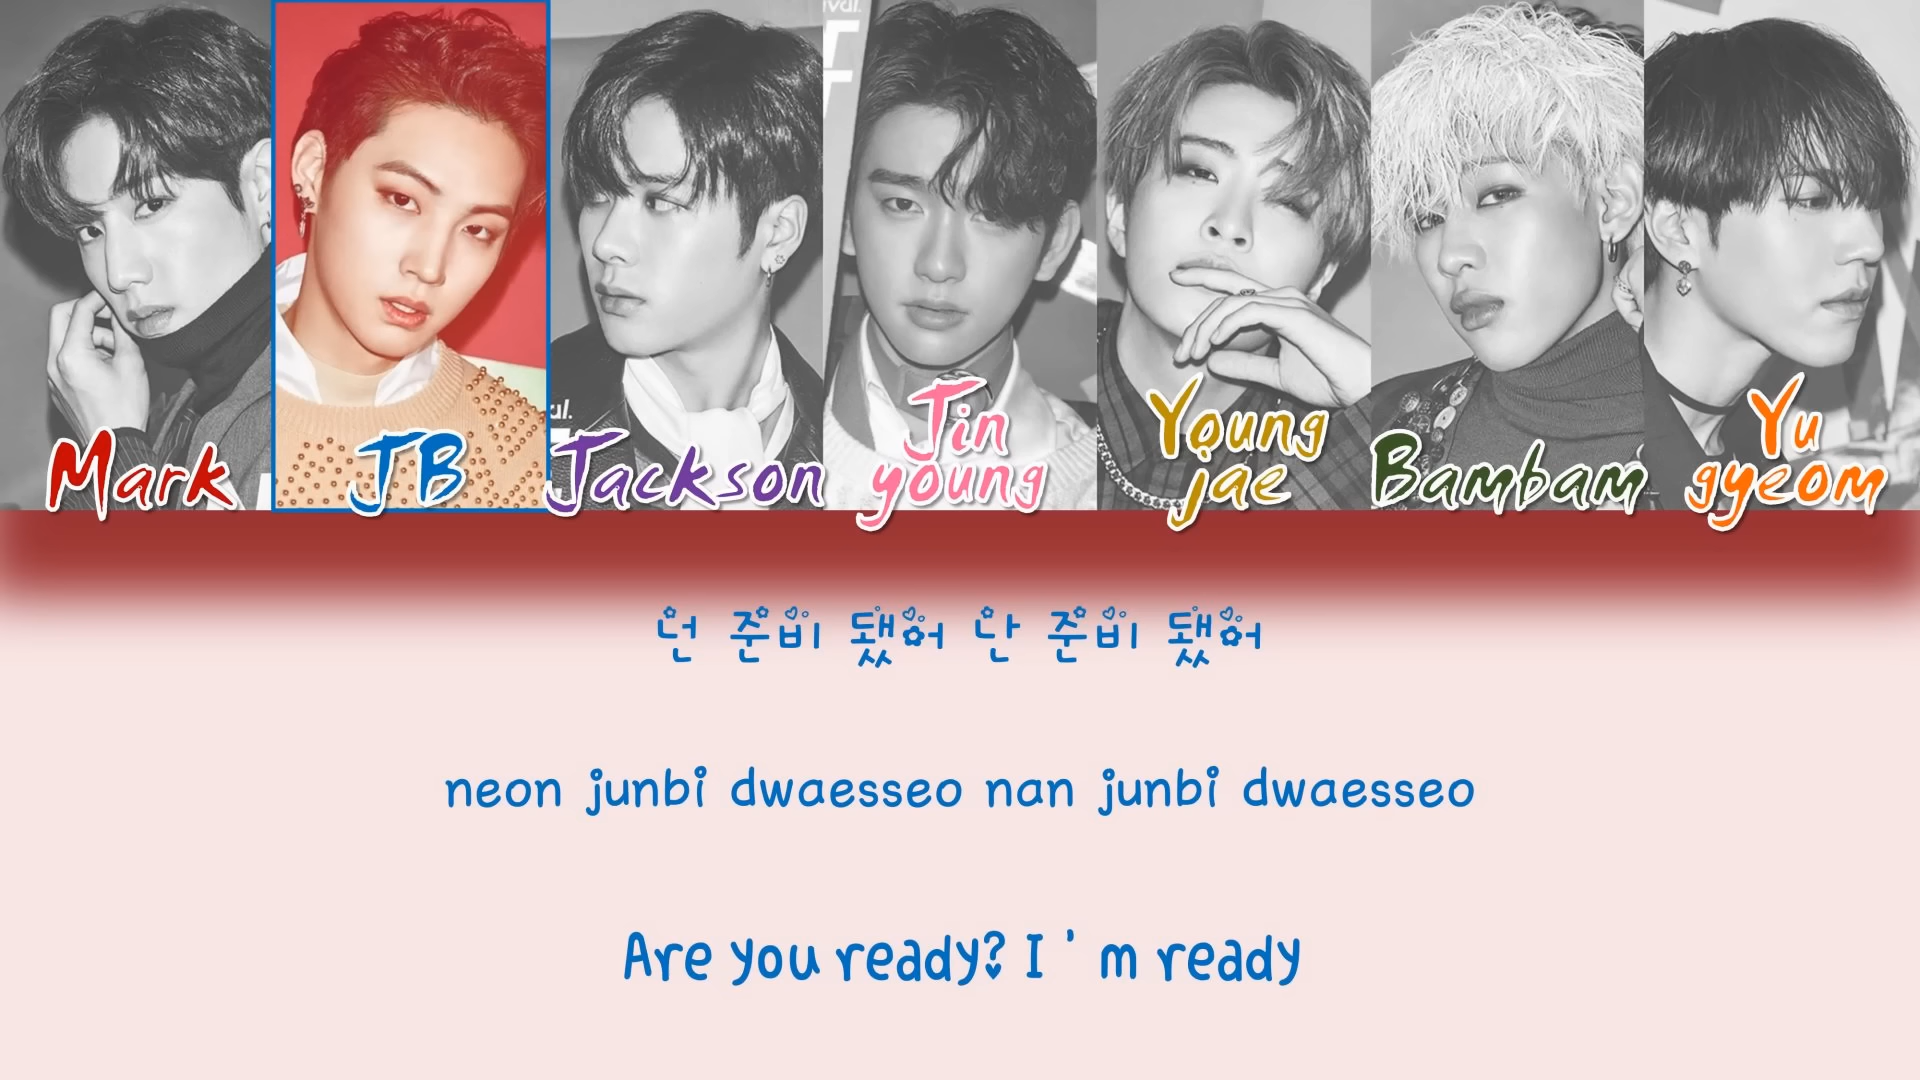 Mark
JB
Jackson
Jin
young
Young
jae
Bambam
Yu
gyeom
넌 준비 됐어 난 준비 됐어
neon junbi dwaesseo nan junbi dwaesseo
Are you ready? I'm ready